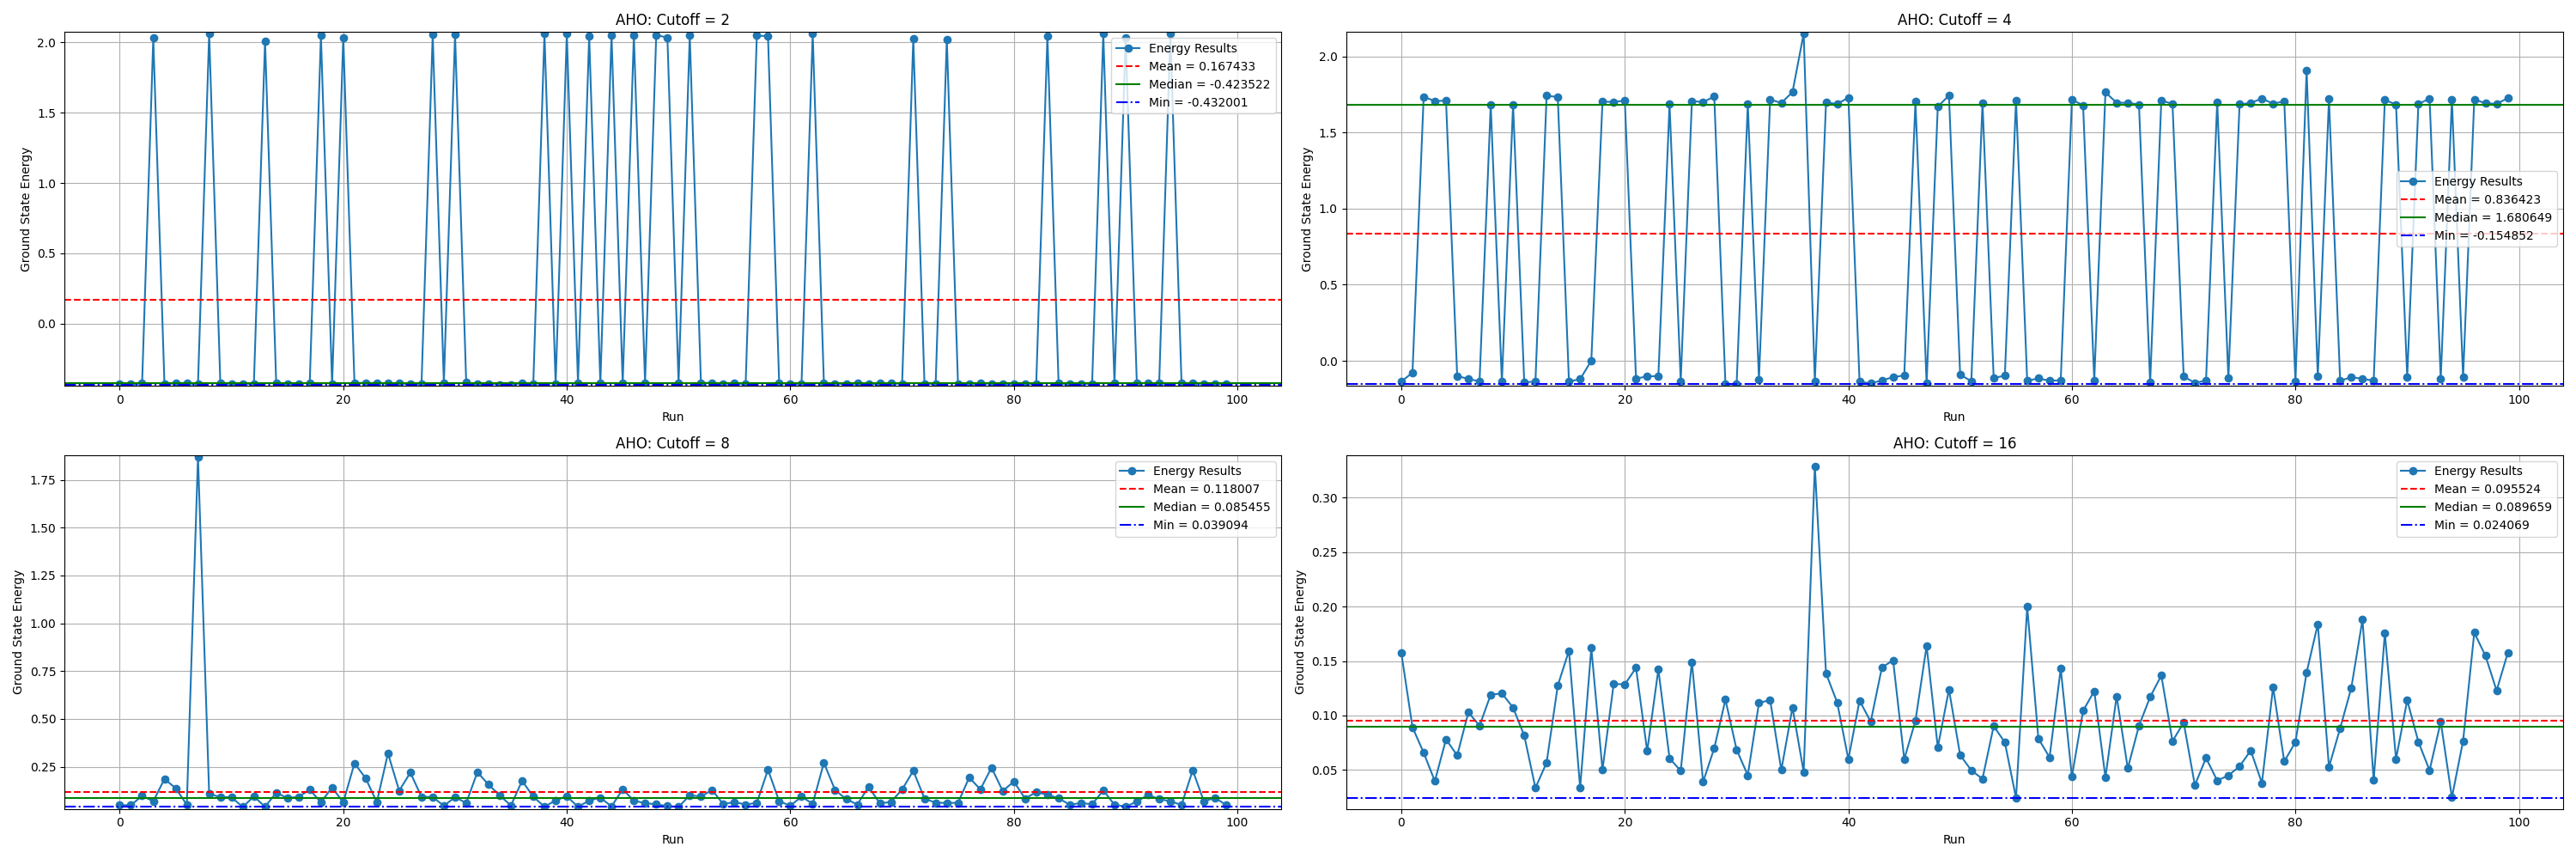 AHO: Cutoff = 2
2.0
1.5
1.0
0.5
0.0
Ground State Energy
Energy Results
Mean = 0.167433
Median = -0.423522
Min = -0.432001
0 20 40 60 80 100
Run
AHO: Cutoff = 4
2.0
1.5
1.0
0.5
0.0
Ground State Energy
Energy Results
Mean = 0.836423
Median = 1.680649
Min = -0.154852
0 20 40 60 80 100
Run
AHO: Cutoff = 8
1.75
1.50
1.25
1.00
0.75
0.50
0.25
Ground State Energy
Energy Results
Mean = 0.118007
Median = 0.085455
Min = 0.039094
0 20 40 60 80 100
Run
AHO: Cutoff = 16
0.30
0.25
0.20
0.15
0.10
0.05
Ground State Energy
Energy Results
Mean = 0.095524
Median = 0.089659
Min = 0.024069
0 20 40 60 80 100
Run